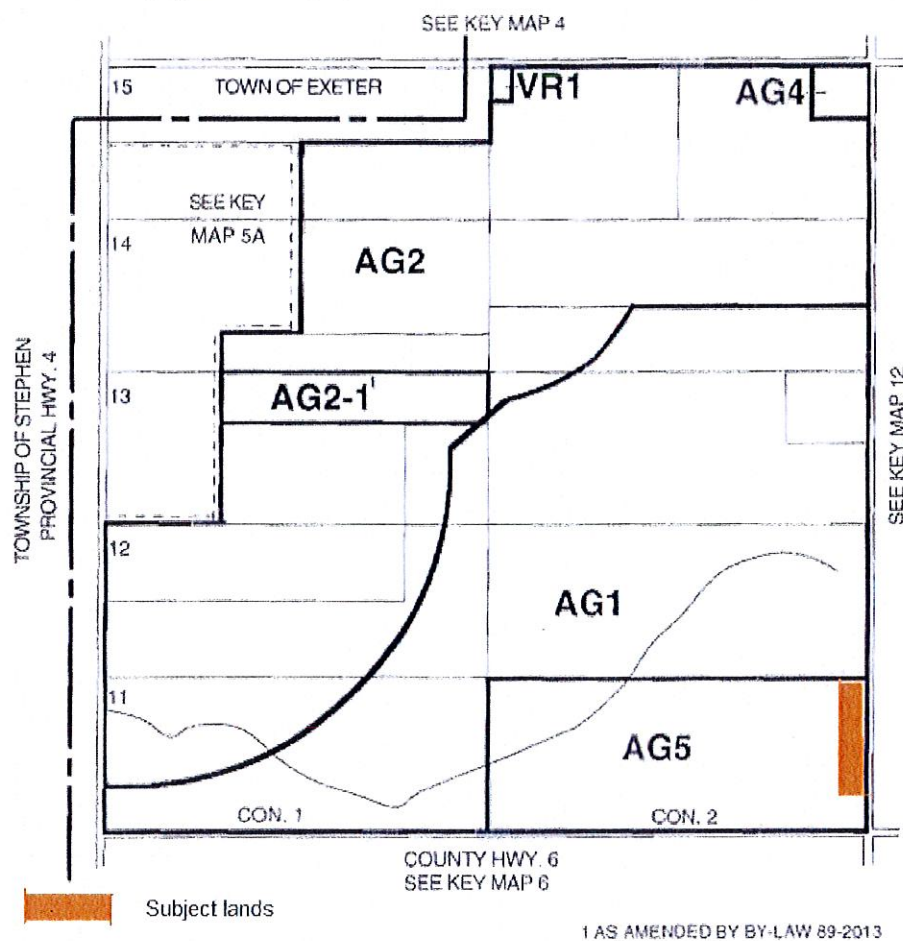 SEE KEY MAP 4
15
TOWN OF EXETER
VR1
AG4
SEE KEY
MAP 5A
14
AG2
TOWNSHIP OF STEPHEN
PROVINCIAL HWY. 4
13
AG2-1¹
SEE KEY MAP 12
12
AG1
11
AG5
CON. 1
CON. 2
COUNTY HWY. 6
SEE KEY MAP 6
Subject lands
1 AS AMENDED BY BY-LAW 89-2013